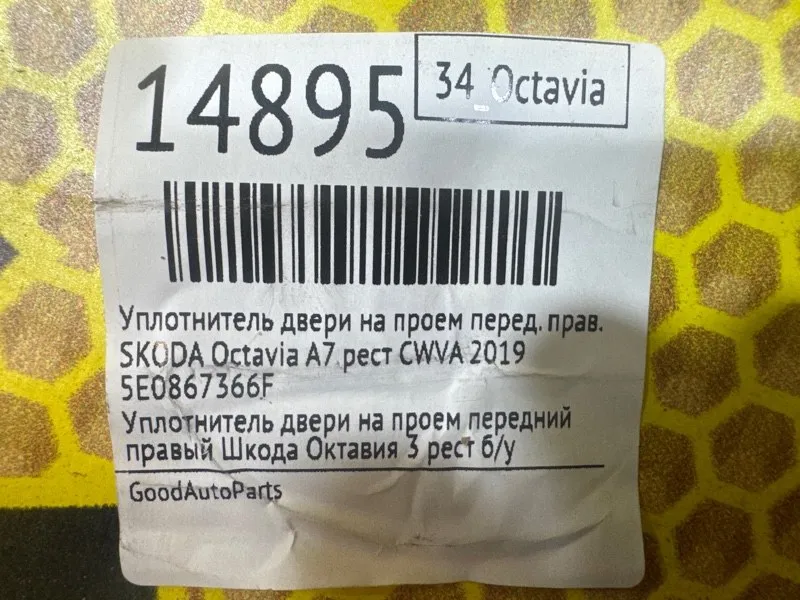 14895
34 Octavia
Уплотнитель двери на проем перед. прав.
SKODA Octavia A7 рест CWVA 2019
5E0867366F
Уплотнитель двери на проем передний
правый Шкода Октавия 3 рест б/у
GoodAutoParts